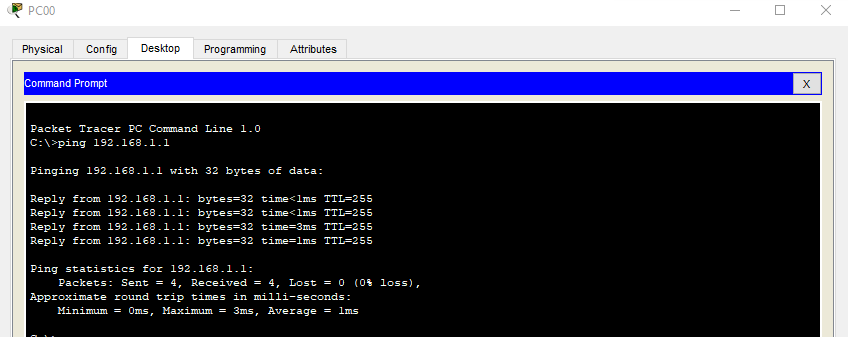 PC00
Physical Config Desktop Programming Attributes
Command Prompt X
Packet Tracer PC Command Line 1.0
C:\>ping 192.168.1.1
Pinging 192.168.1.1 with 32 bytes of data:
Reply from 192.168.1.1: bytes=32 time<1ms TTL=255
Reply from 192.168.1.1: bytes=32 time<1ms TTL=255
Reply from 192.168.1.1: bytes=32 time=3ms TTL=255
Reply from 192.168.1.1: bytes=32 time=1ms TTL=255
Ping statistics for 192.168.1.1:
Packets: Sent = 4, Received = 4, Lost = 0 (0% loss),
Approximate round trip times in milli-seconds:
Minimum = 0ms, Maximum = 3ms, Average = 1ms